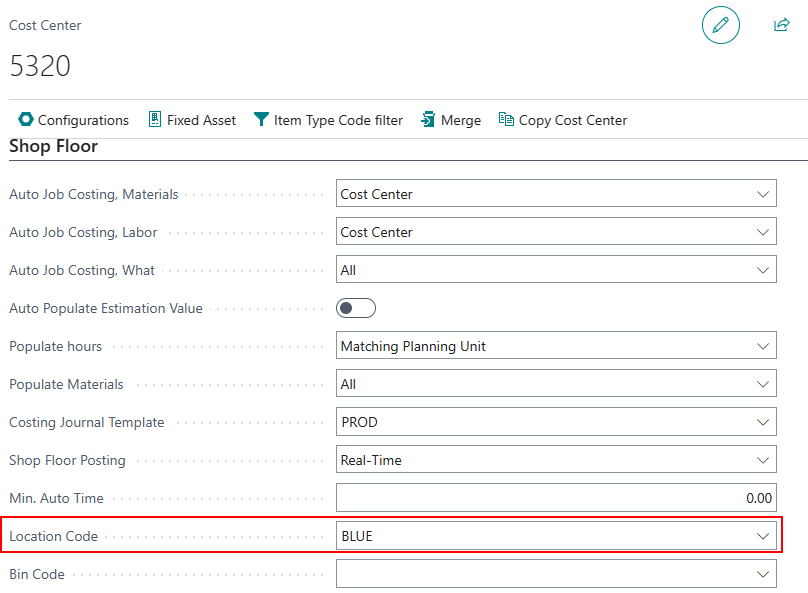 Cost Center
5320
Configurations Fixed Asset Item Type Code filter Merge Copy Cost Center
Shop Floor
Auto Job Costing, Materials Cost Center
Auto Job Costing, Labor Cost Center
Auto Job Costing, What All
Auto Populate Estimation Value
Populate hours Matching Planning Unit
Populate Materials All
Costing Journal Template PROD
Shop Floor Posting Real-Time
Min. Auto Time 0.00
Location Code BLUE
Bin Code